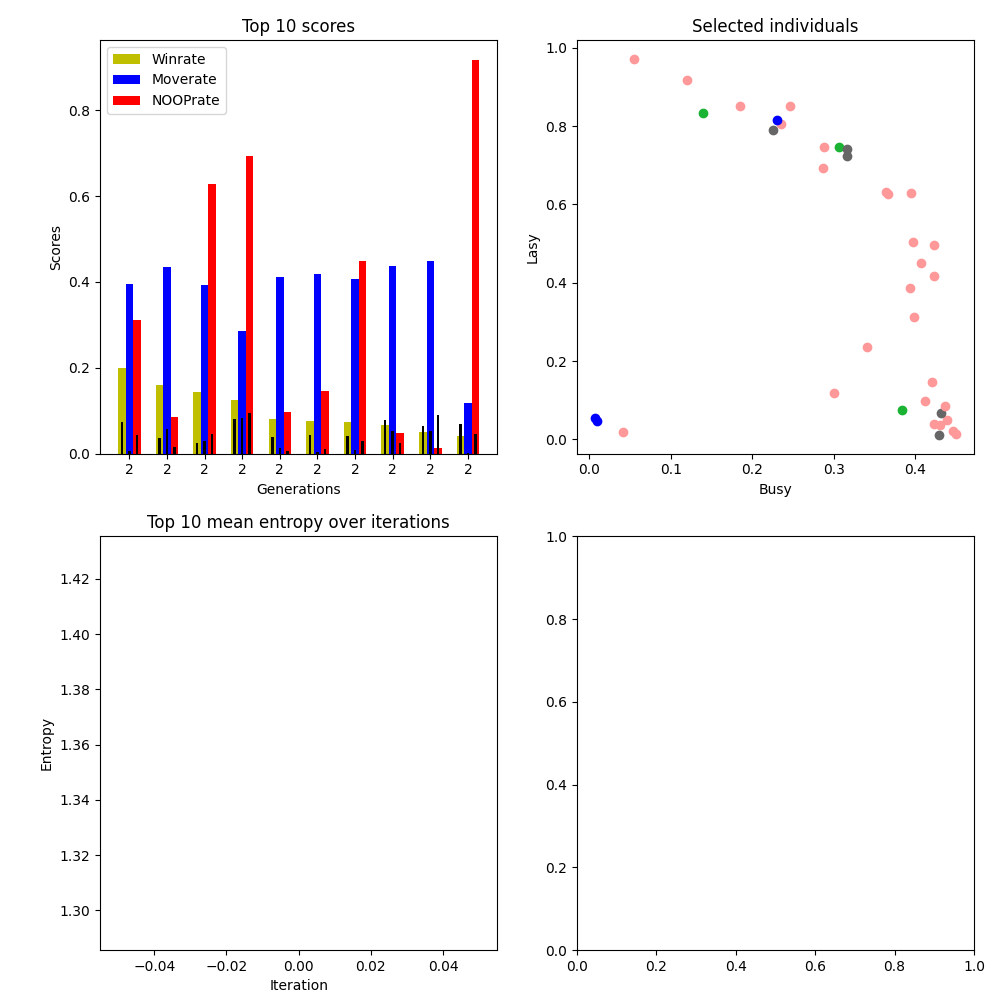 Top 10 scores
Winrate
Moverate
NOOPrate
Scores
0.8
0.6
0.4
0.2
0.0
2 2 2 2 2 2 2 2 2 2
Generations
Selected individuals
Lasy
1.0
0.8
0.6
0.4
0.2
0.0
0.0 0.1 0.2 0.3 0.4
Busy
Top 10 mean entropy over iterations
Entropy
1.42
1.40
1.38
1.36
1.34
1.32
1.30
−0.04 −0.02 0.00 0.02 0.04
Iteration
1.0
0.8
0.6
0.4
0.2
0.0
0.0 0.2 0.4 0.6 0.8 1.0